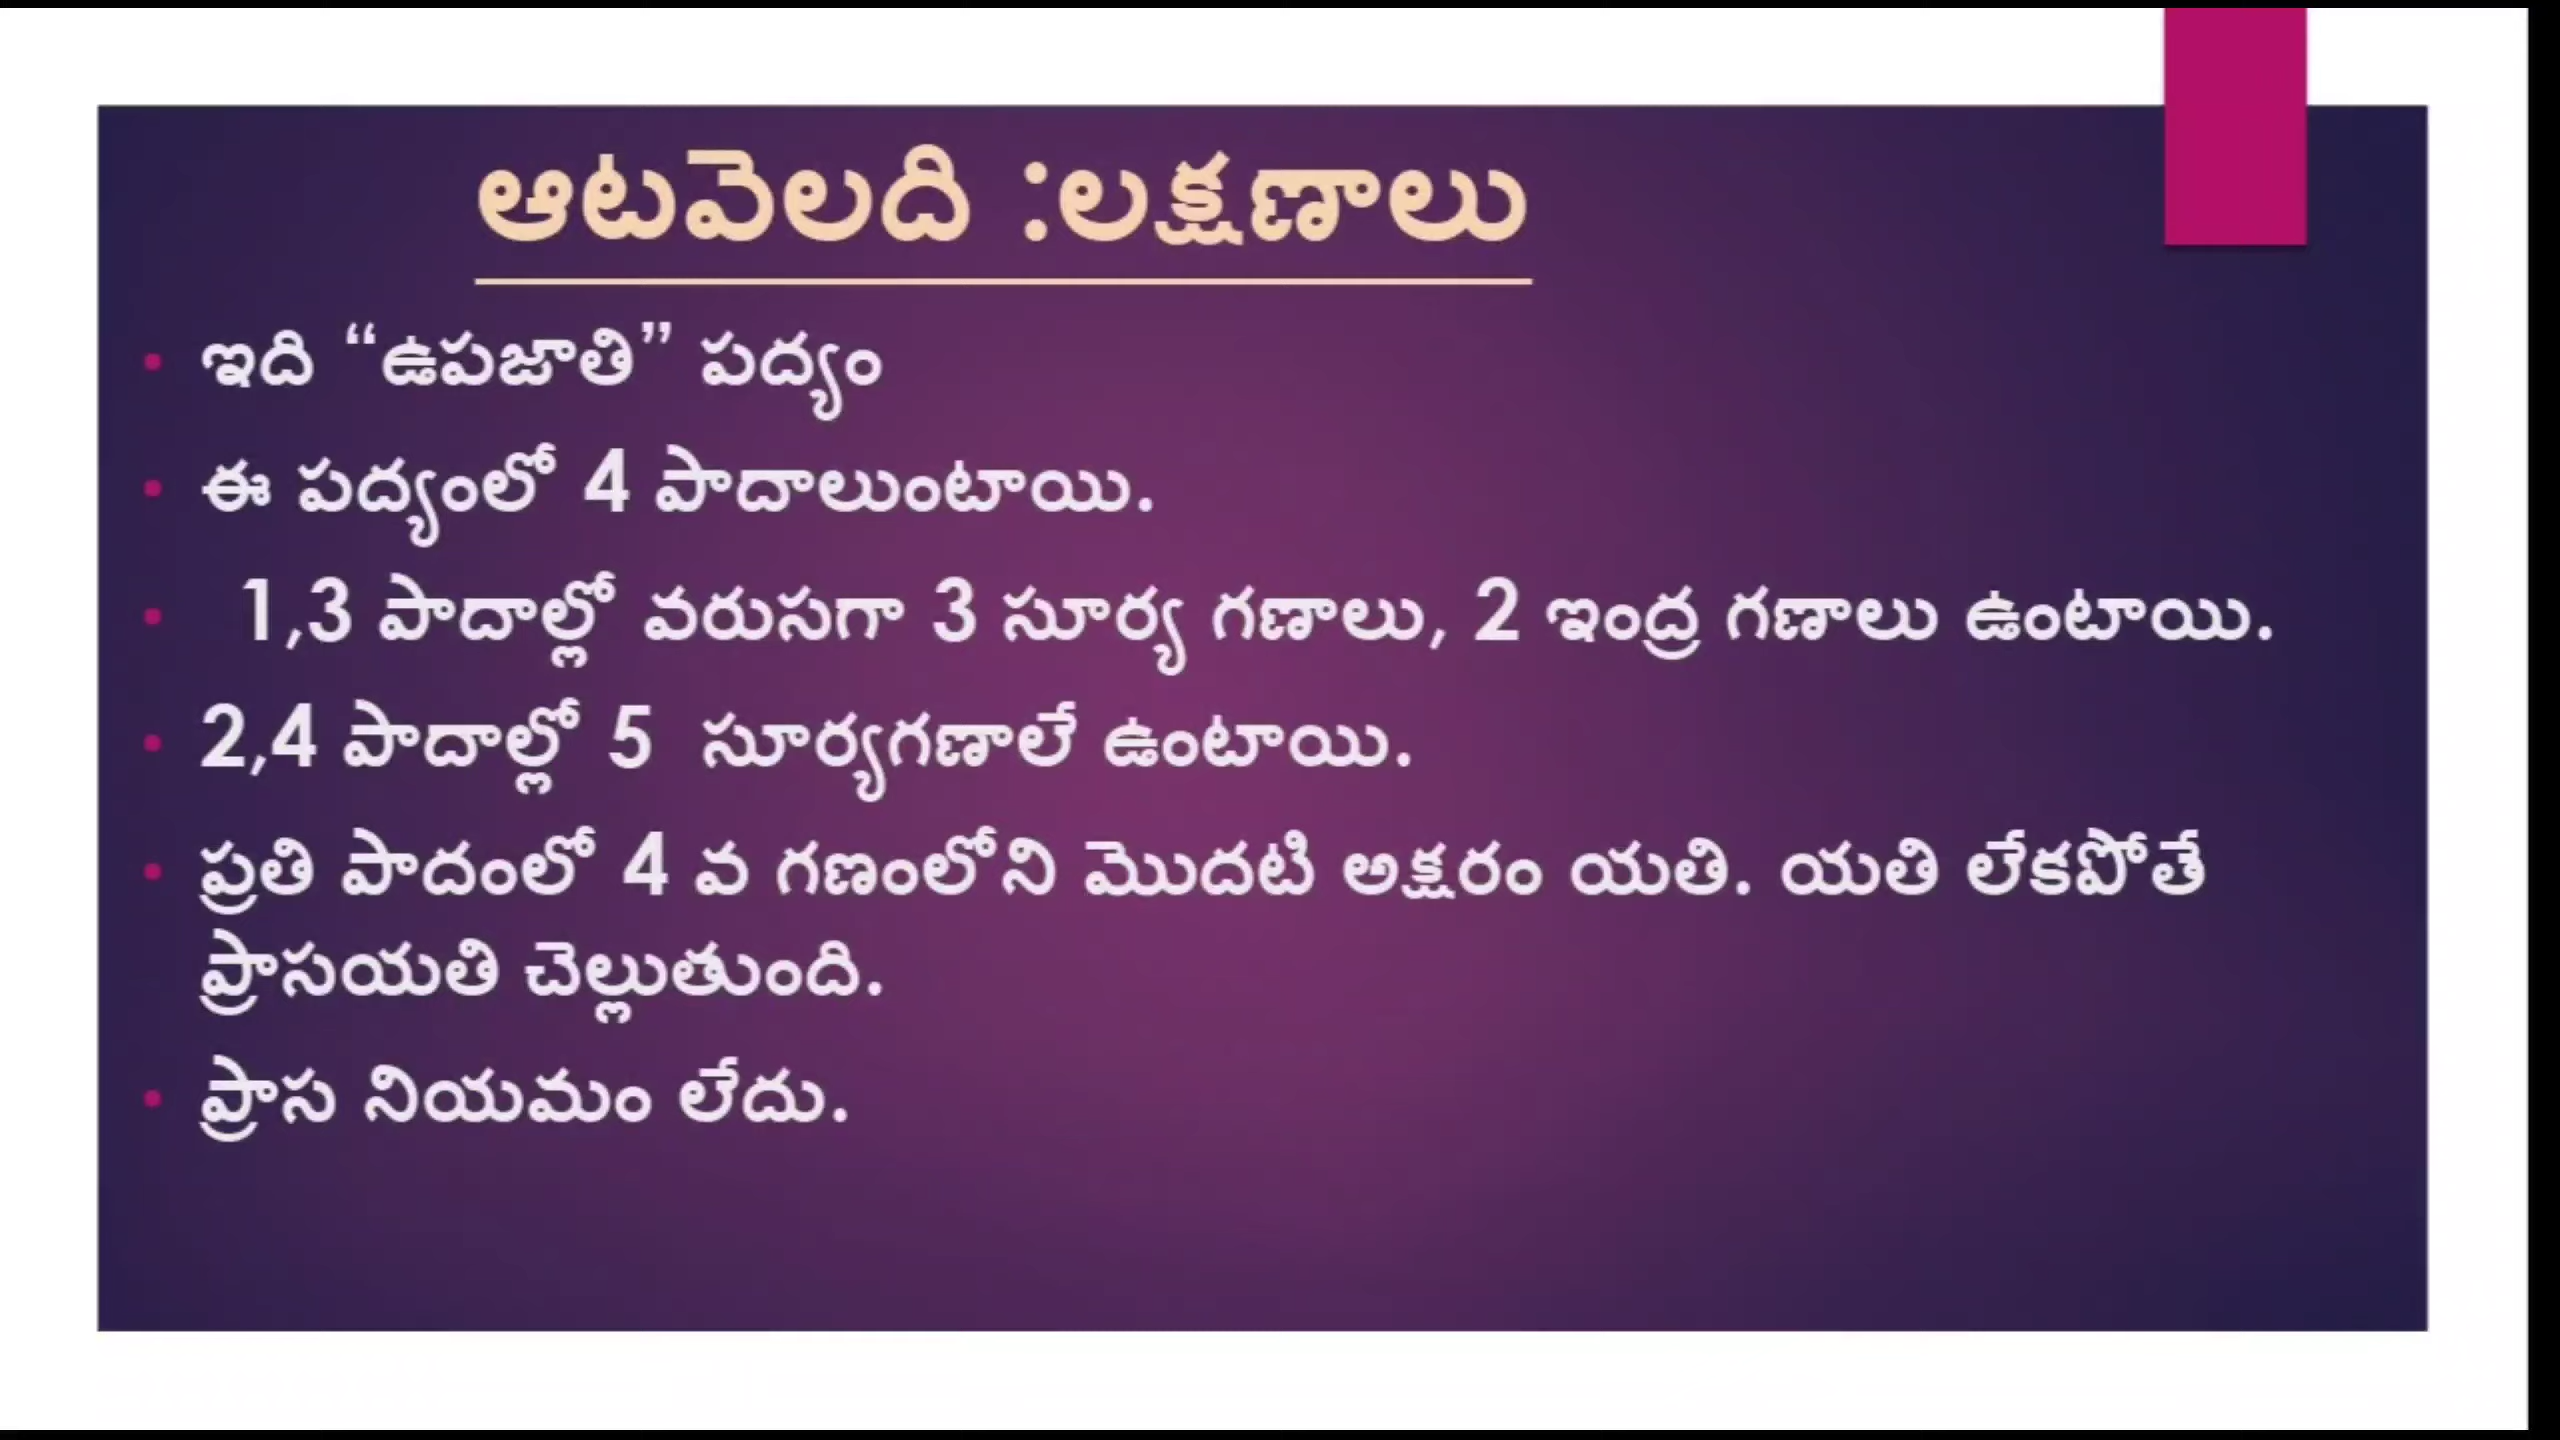 ఆటవెలది :లక్షణాలు
• ఇది “ఉపజాతి” పద్యం
• ఈ పద్యంలో 4 పాదాలుంటాయి.
• 1,3 పాదాల్లో వరుసగా 3 సూర్య గణాలు, 2 ఇంద్ర గణాలు ఉంటాయి.
• 2,4 పాదాల్లో 5 సూర్యగణాలే ఉంటాయి.
• ప్రతి పాదంలో 4 వ గణంలోని మొదటి అక్షరం యతి. యతి లేకపోతే
ప్రాసయతి చెల్లుతుంది.
• ప్రాస నియమం లేదు.